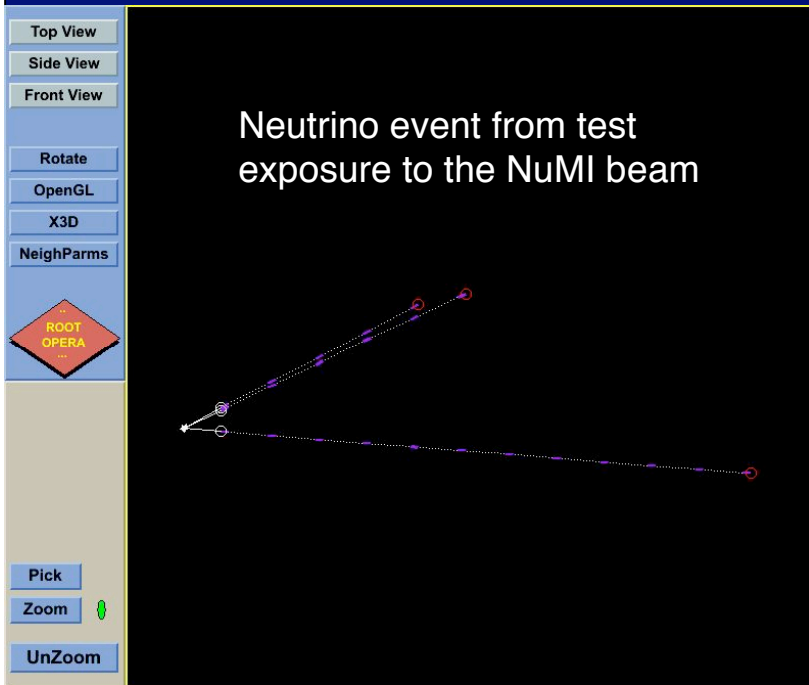 Top View
Side View
Front View
Neutrino event from test
exposure to the NuMI beam
Rotate
OpenGL
X3D
NeighParms
..
ROOT
OPERA
...
Pick
Zoom
UnZoom